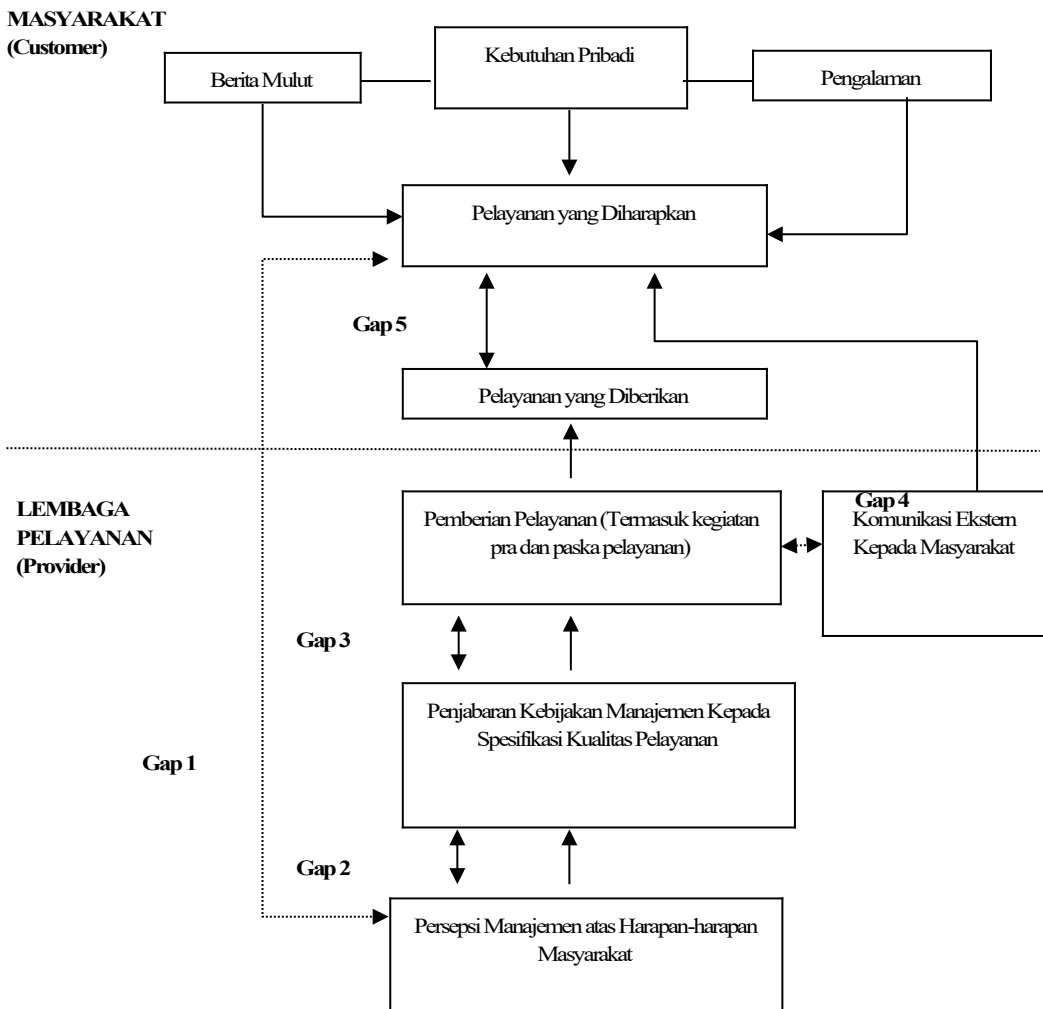 MASYARAKAT
(Customer)
Berita Mulut
Kebutuhan Pribadi
Pengalaman
Pelayanan yang Diharapkan
Gap 5
Pelayanan yang Diberikan
LEMBAGA
PELAYANAN
(Provider)
Pemberian Pelayanan (Termasuk kegiatan
pra dan paska pelayanan)
Gap 4
Komunikasi Ekstern
Kepada Masyarakat
Gap 3
Penjabaran Kebijakan Manajemen Kepada
Spesifikasi Kualitas Pelayanan
Gap 1
Gap 2
Persepsi Manajemen atas Harapan-harapan
Masyarakat